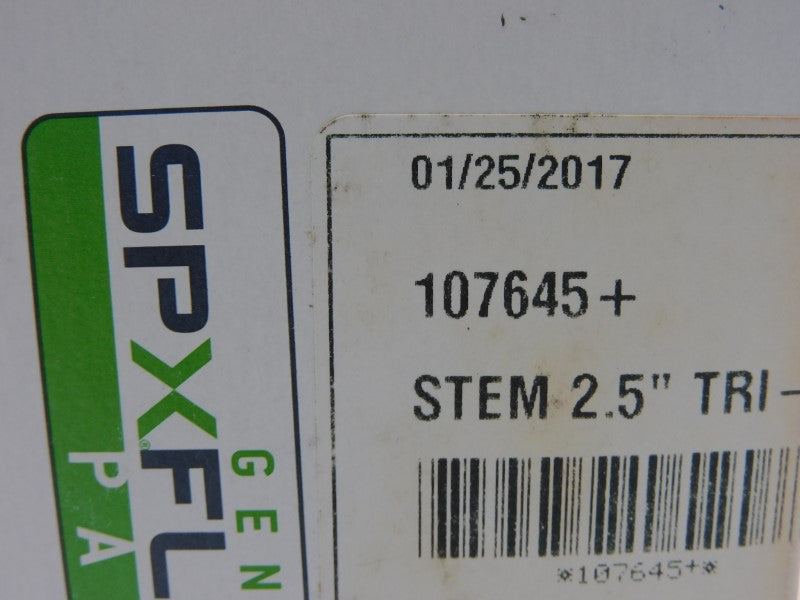 SPXFL
GEN
PA
01/25/2017
107645+
STEM 2.5" TRI-
*107645+*